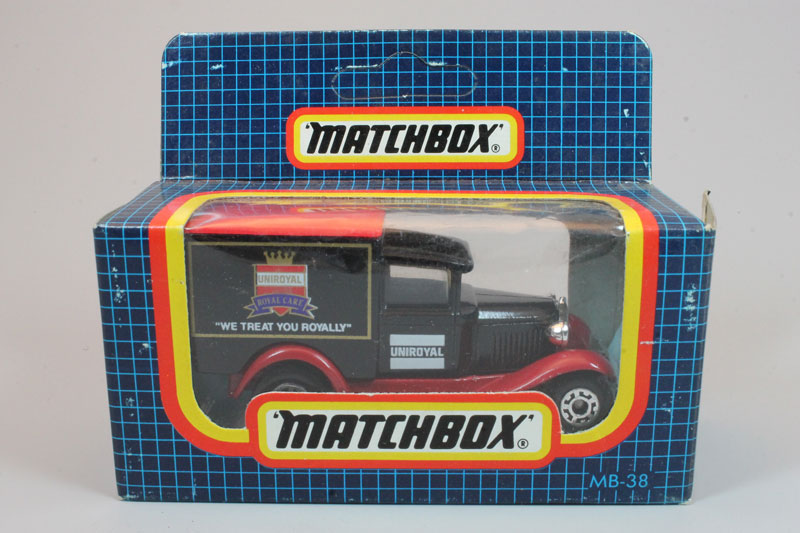 'MATCHBOX'®
UNIROYAL
ROYAL CARE
"WE TREAT YOU ROYALLY"
UNIROYAL
'MATCHBOX'®
MB-38